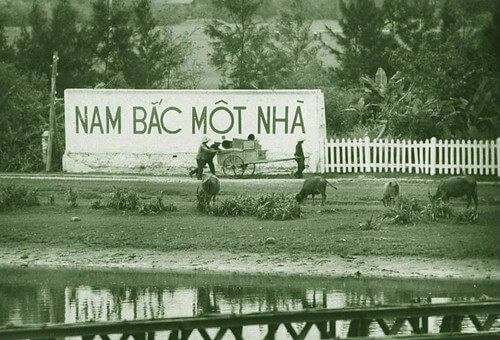 NAM BẮC MỘT NHÀ